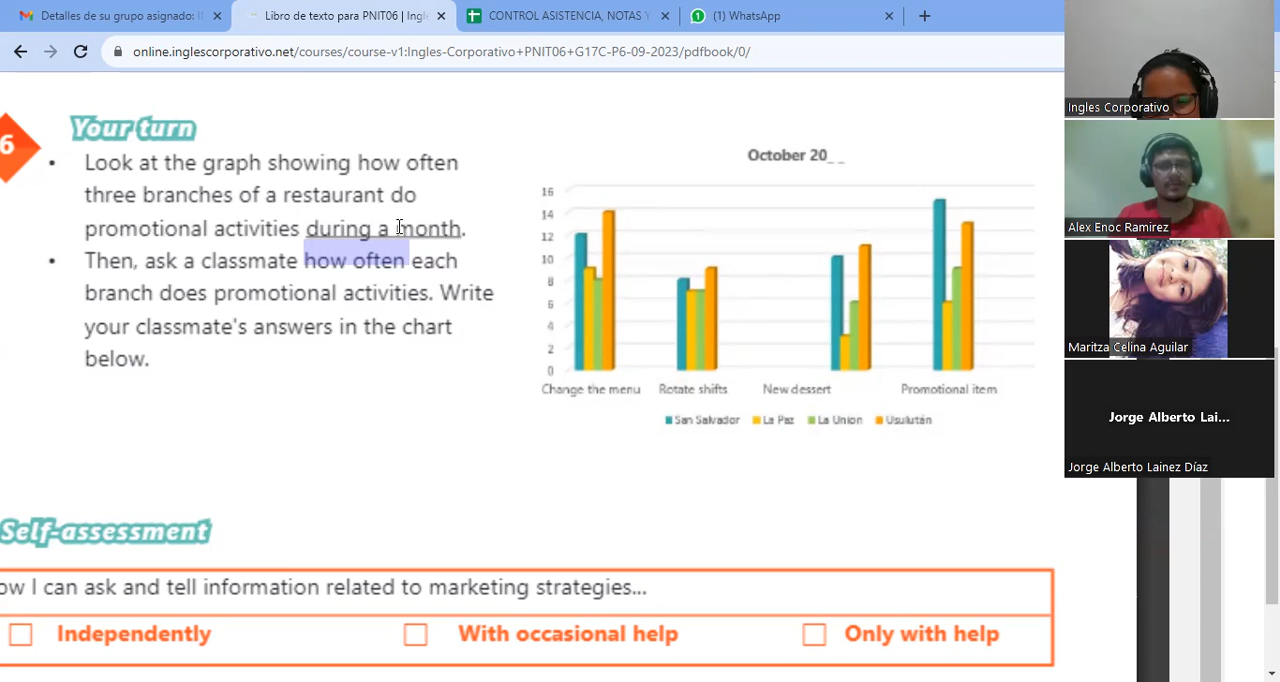 Detalles de su grupo asignado: I
Libro de texto para PNIT06 | Ingl
CONTROL ASISTENCIA, NOTAS Y
(1) WhatsApp
online.inglescorporativo.net/courses/course-v1:Ingles-Corporativo+PNIT06+G17C-P6-09-2023/pdfbook/0/
6
Your turn
• Look at the graph showing how often
three branches of a restaurant do
promotional activities during a month.
• Then, ask a classmate how often each
branch does promotional activities. Write
your classmate's answers in the chart
below.
October 20_ _
16
14
12
10
8
6
4
2
0
Change the menu Rotate shifts New dessert Promotional item
San Salvador La Paz La Union Usulután
Self-assessment
ow I can ask and tell information related to marketing strategies...
Independently With occasional help Only with help
Ingles Corporativo
Alex Enoc Ramirez
Maritza Celina Aguilar
Jorge Alberto Lai...
Jorge Alberto Lainez Díaz